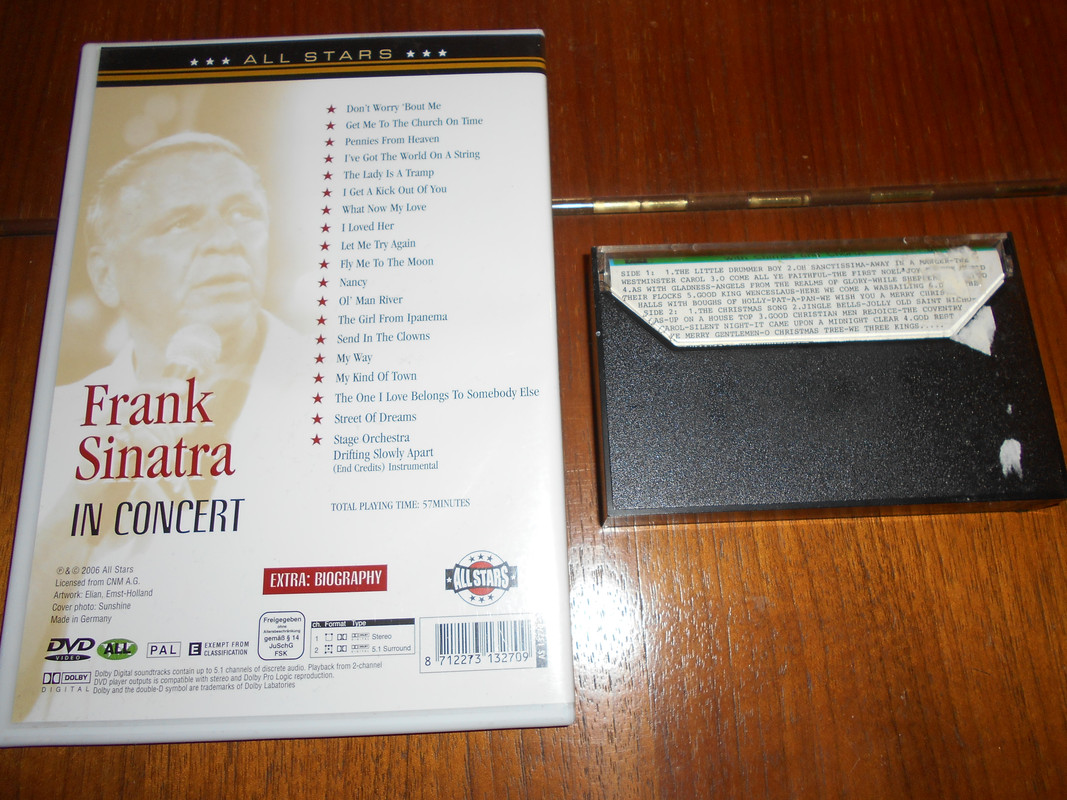 ALL STARS
Don't Worry 'Bout Me
Get Me To The Church On Time
Pennies From Heaven
I've Got The World On A String
The Lady Is A Tramp
I Get A Kick Out Of You
What Now My Love
I Loved Her
Let Me Try Again
Fly Me To The Moon
Nancy
Ol' Man River
The Girl From Ipanema
Send In The Clowns
My Way
My Kind Of Town
The One I Love Belongs To Somebody Else
Street Of Dreams
Stage Orchestra
Drifting Slowly Apart
(End Credits) Instrumental
TOTAL PLAYING TIME: 57MINUTES
Frank
Sinatra
IN CONCERT
℗ & © 2006 All Stars
Licensed from CNM A.G.
Artwork: Elian, Emst-Holland
Cover photo: Sunshine
Made in Germany
EXTRA: BIOGRAPHY
ALL STARS
DVD
VIDEO
ALL
PAL
E EXEMPT FROM
CLASSIFICATION
Freigegeben
ohne
Altersbeschränkung
gemäß § 14
JuSchG
FSK
ch. Format Type
1 Stereo
2 5.1 Surround
8 712273 132709
DOLBY
DIGITAL
Dolby Digital soundtracks contain up to 5.1 channels of discrete audio. Playback from 2-channel
DVD player outputs is compatible with stereo and Dolby Pro Logic reproduction.
Dolby and the double-D symbol are trademarks of Dolby Labatories
SIDE 1: 1.THE LITTLE DRUMMER BOY 2.OH SANCTISSIMA-AWAY IN A MANGER-THE
WESTMINSTER CAROL 3.O COME ALL YE FAITHFUL-THE FIRST NOEL-JOY
4.AS WITH GLADNESS-ANGELS FROM THE REALMS OF GLORY-WHILE
THEIR FLOCKS 5.GOOD KING WENCESLAUS-HERE WE COME A WASSAILING 6.
HALLS WITH BOUGHS OF HOLLY-PAT-A-PAN-WE WISH YOU A MERRY
SIDE 2: 1.THE CHRISTMAS SONG 2.JINGLE BELLS-JOLLY OLD SAINT
AS-UP ON A HOUSE TOP 3.GOOD CHRISTIAN MEN REJOICE-THE COVENTRY
CAROL-SILENT NIGHT-IT CAME UPON A MIDNIGHT CLEAR 4.GOD REST
YE MERRY GENTLEMEN-O CHRISTMAS TREE-WE THREE KINGS.....